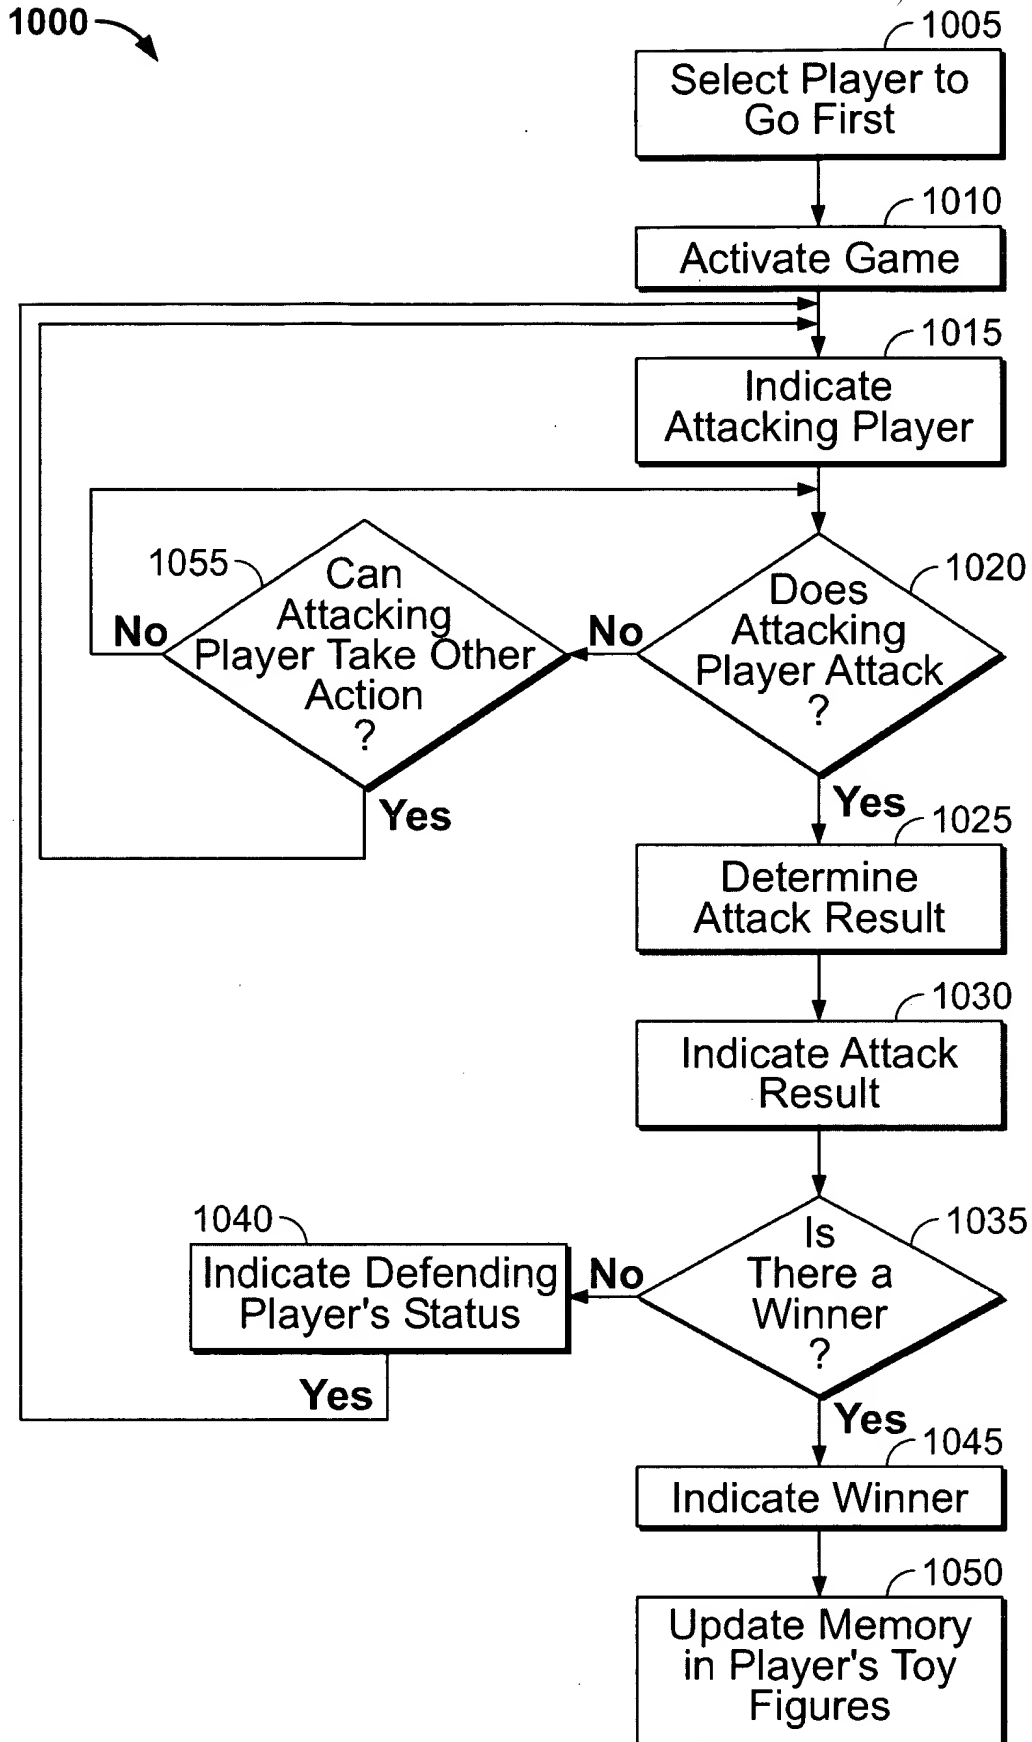 1000
1005
Select Player to
Go First
1010
Activate Game
1015
Indicate
Attacking Player
1020
Does
Attacking
Player Attack
?
No
1055
Can
Attacking
Player Take Other
Action
?
No
Yes
Yes
1025
Determine
Attack Result
1030
Indicate Attack
Result
1035
Is
There a
Winner
?
No
1040
Indicate Defending
Player's Status
Yes
Yes
1045
Indicate Winner
1050
Update Memory
in Player's Toy
Figures